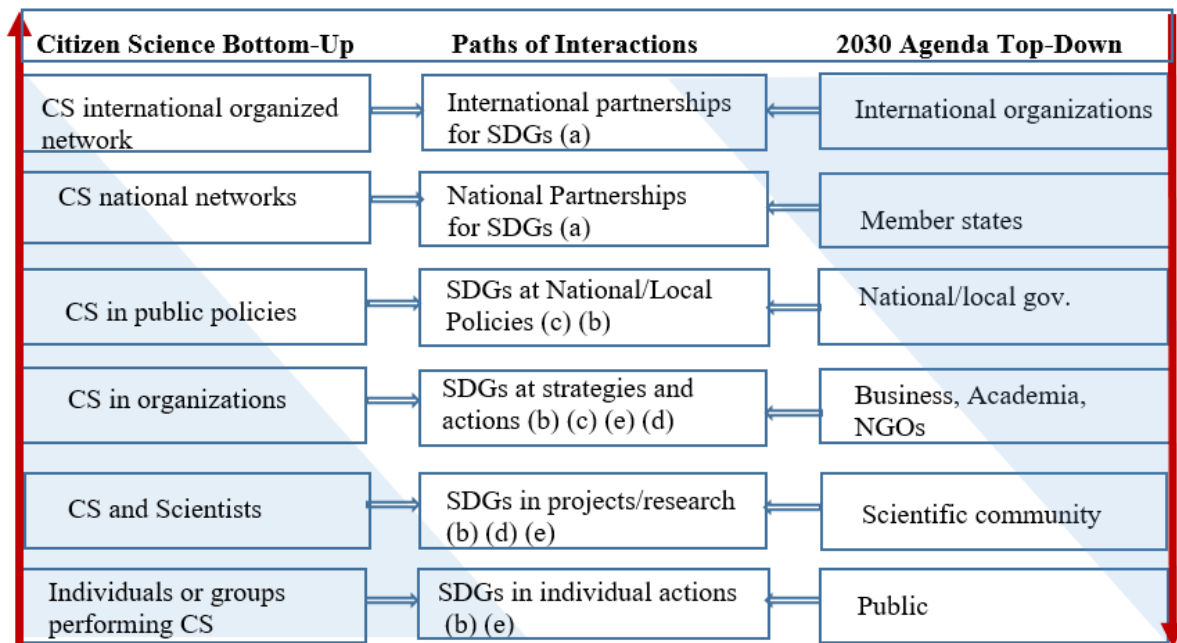 Citizen Science Bottom-Up
Paths of Interactions
2030 Agenda Top-Down
CS international organized
network
International partnerships
for SDGs (a)
International organizations
CS national networks
National Partnerships
for SDGs (a)
Member states
CS in public policies
SDGs at National/Local
Policies (c) (b)
National/local gov.
CS in organizations
SDGs at strategies and
actions (b) (c) (e) (d)
Business, Academia,
NGOs
CS and Scientists
SDGs in projects/research
(b) (d) (e)
Scientific community
Individuals or groups
performing CS
SDGs in individual actions
(b) (e)
Public